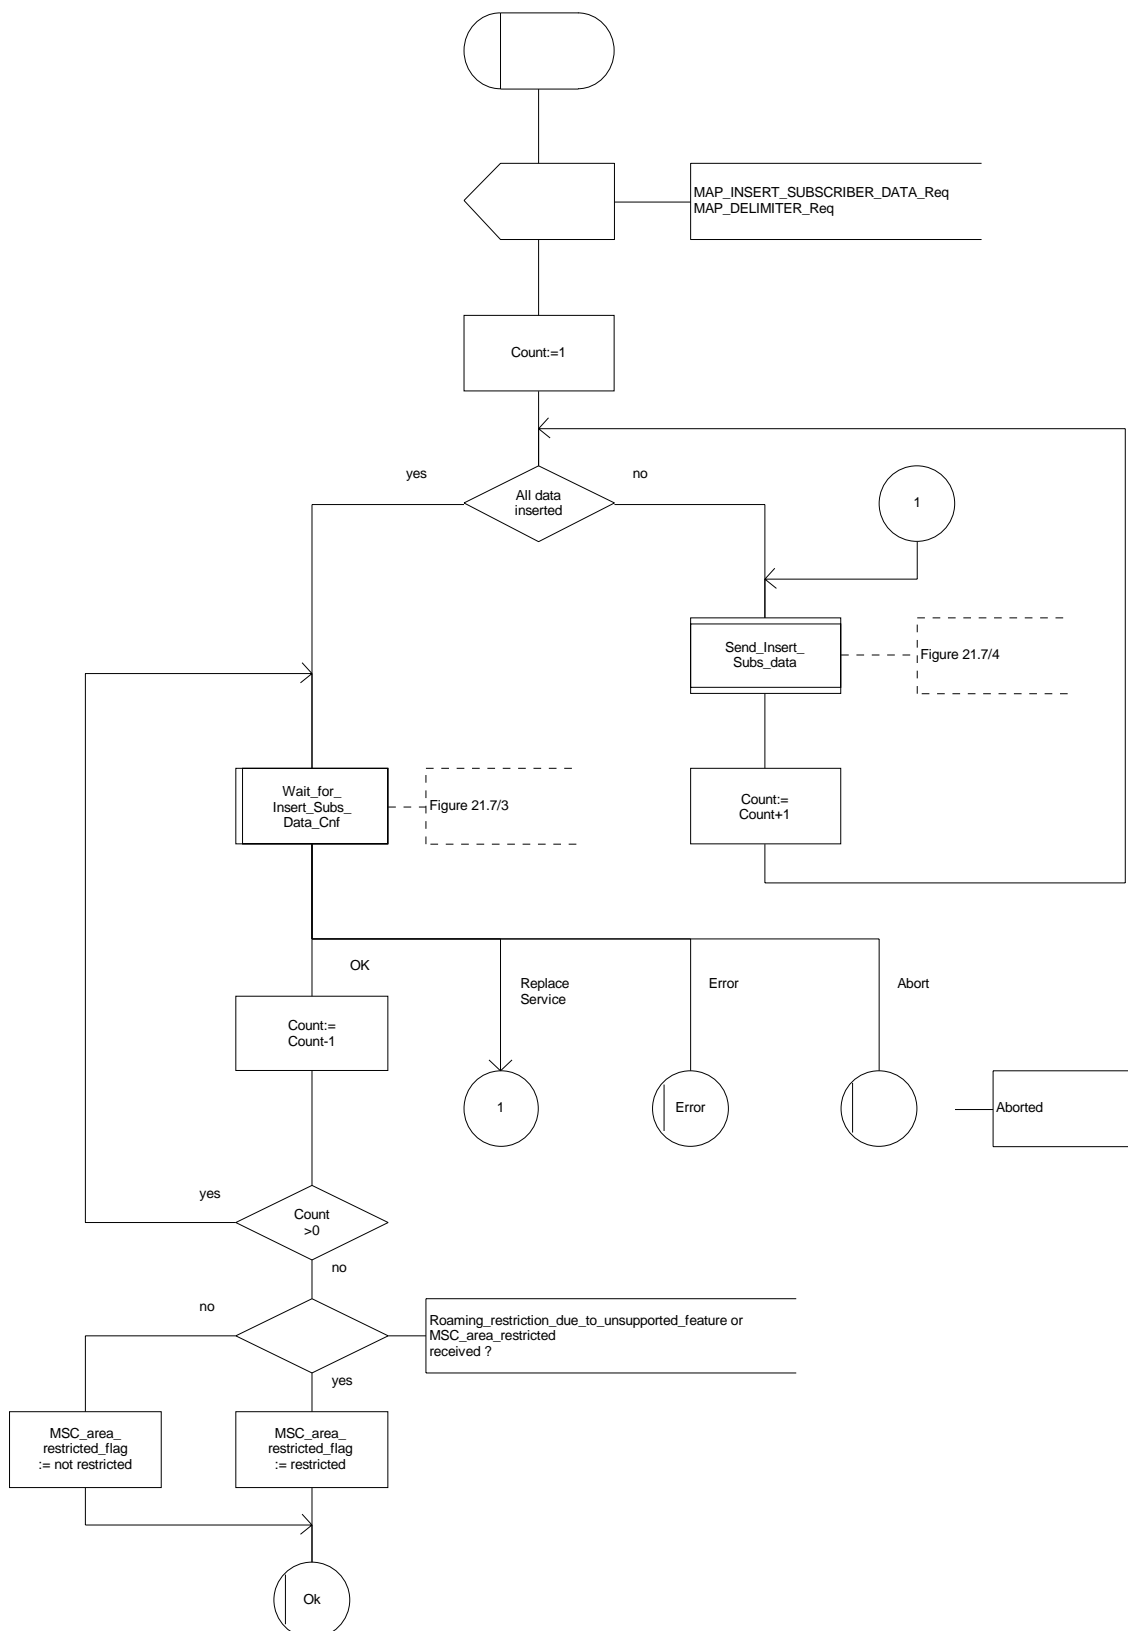 MAP_INSERT_SUBSCRIBER_DATA_Req
MAP_DELIMITER_Req
Count:=1
yes
no
All data
inserted
1
Send_Insert_
Subs_data
Figure 21.7/4
Wait_for_
Insert_Subs_
Data_Cnf
Figure 21.7/3
Count:=
Count+1
OK
Replace
Service
Error
Abort
Count:=
Count-1
1
Error
Aborted
yes
Count
>0
no
no
Roaming_restriction_due_to_unsupported_feature or
MSC_area_restricted
received ?
yes
MSC_area_
restricted_flag
:= not restricted
MSC_area_
restricted_flag
:= restricted
Ok